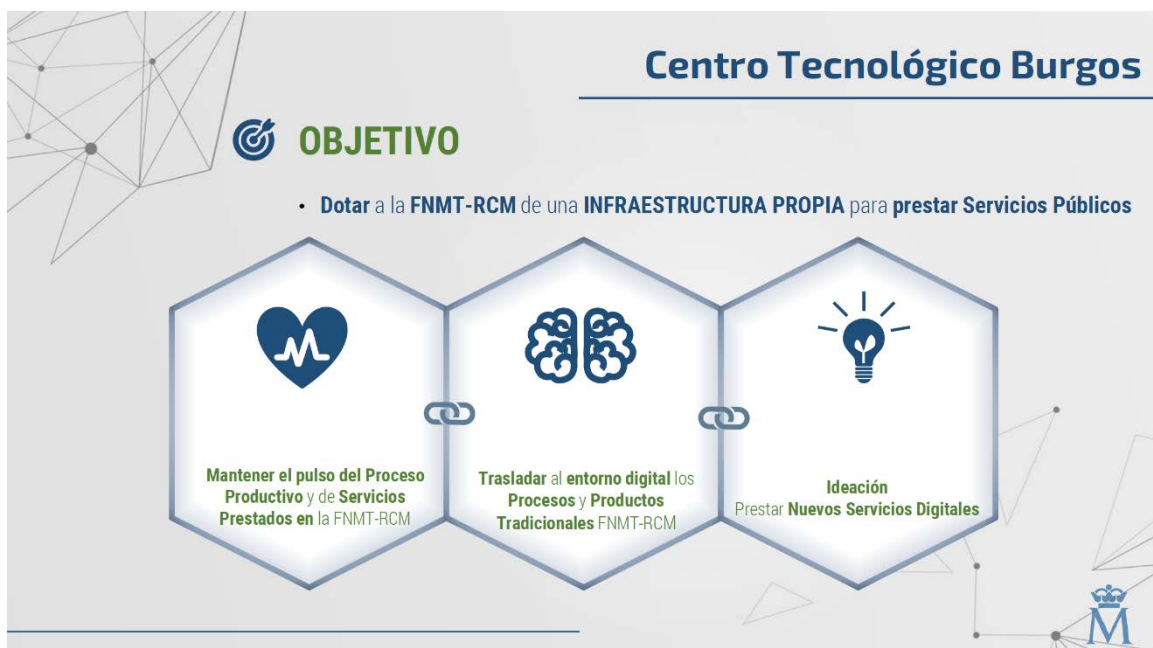 Centro Tecnológico Burgos
OBJETIVO
• Dotar a la FNMT-RCM de una INFRAESTRUCTURA PROPIA para prestar Servicios Públicos
Mantener el pulso del Proceso
Productivo y de Servicios
Prestados en la FNMT-RCM
Trasladar al entorno digital los
Procesos y Productos
Tradicionales FNMT-RCM
Ideación
Prestar Nuevos Servicios Digitales
M